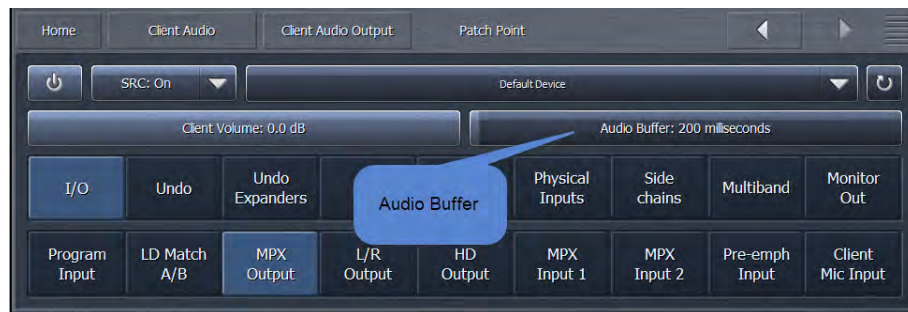 Home
Client Audio
Client Audio Output
Patch Point
SRC: On
Default Device
Client Volume: 0.0 dB
Audio Buffer: 200 milliseconds
I/O
Undo
Undo
Expanders
Audio Buffer
Physical
Inputs
Side
chains
Multiband
Monitor
Out
Program
Input
LD Match
A/B
MPX
Output
L/R
Output
HD
Output
MPX
Input 1
MPX
Input 2
Pre-emph
Input
Client
Mic Input